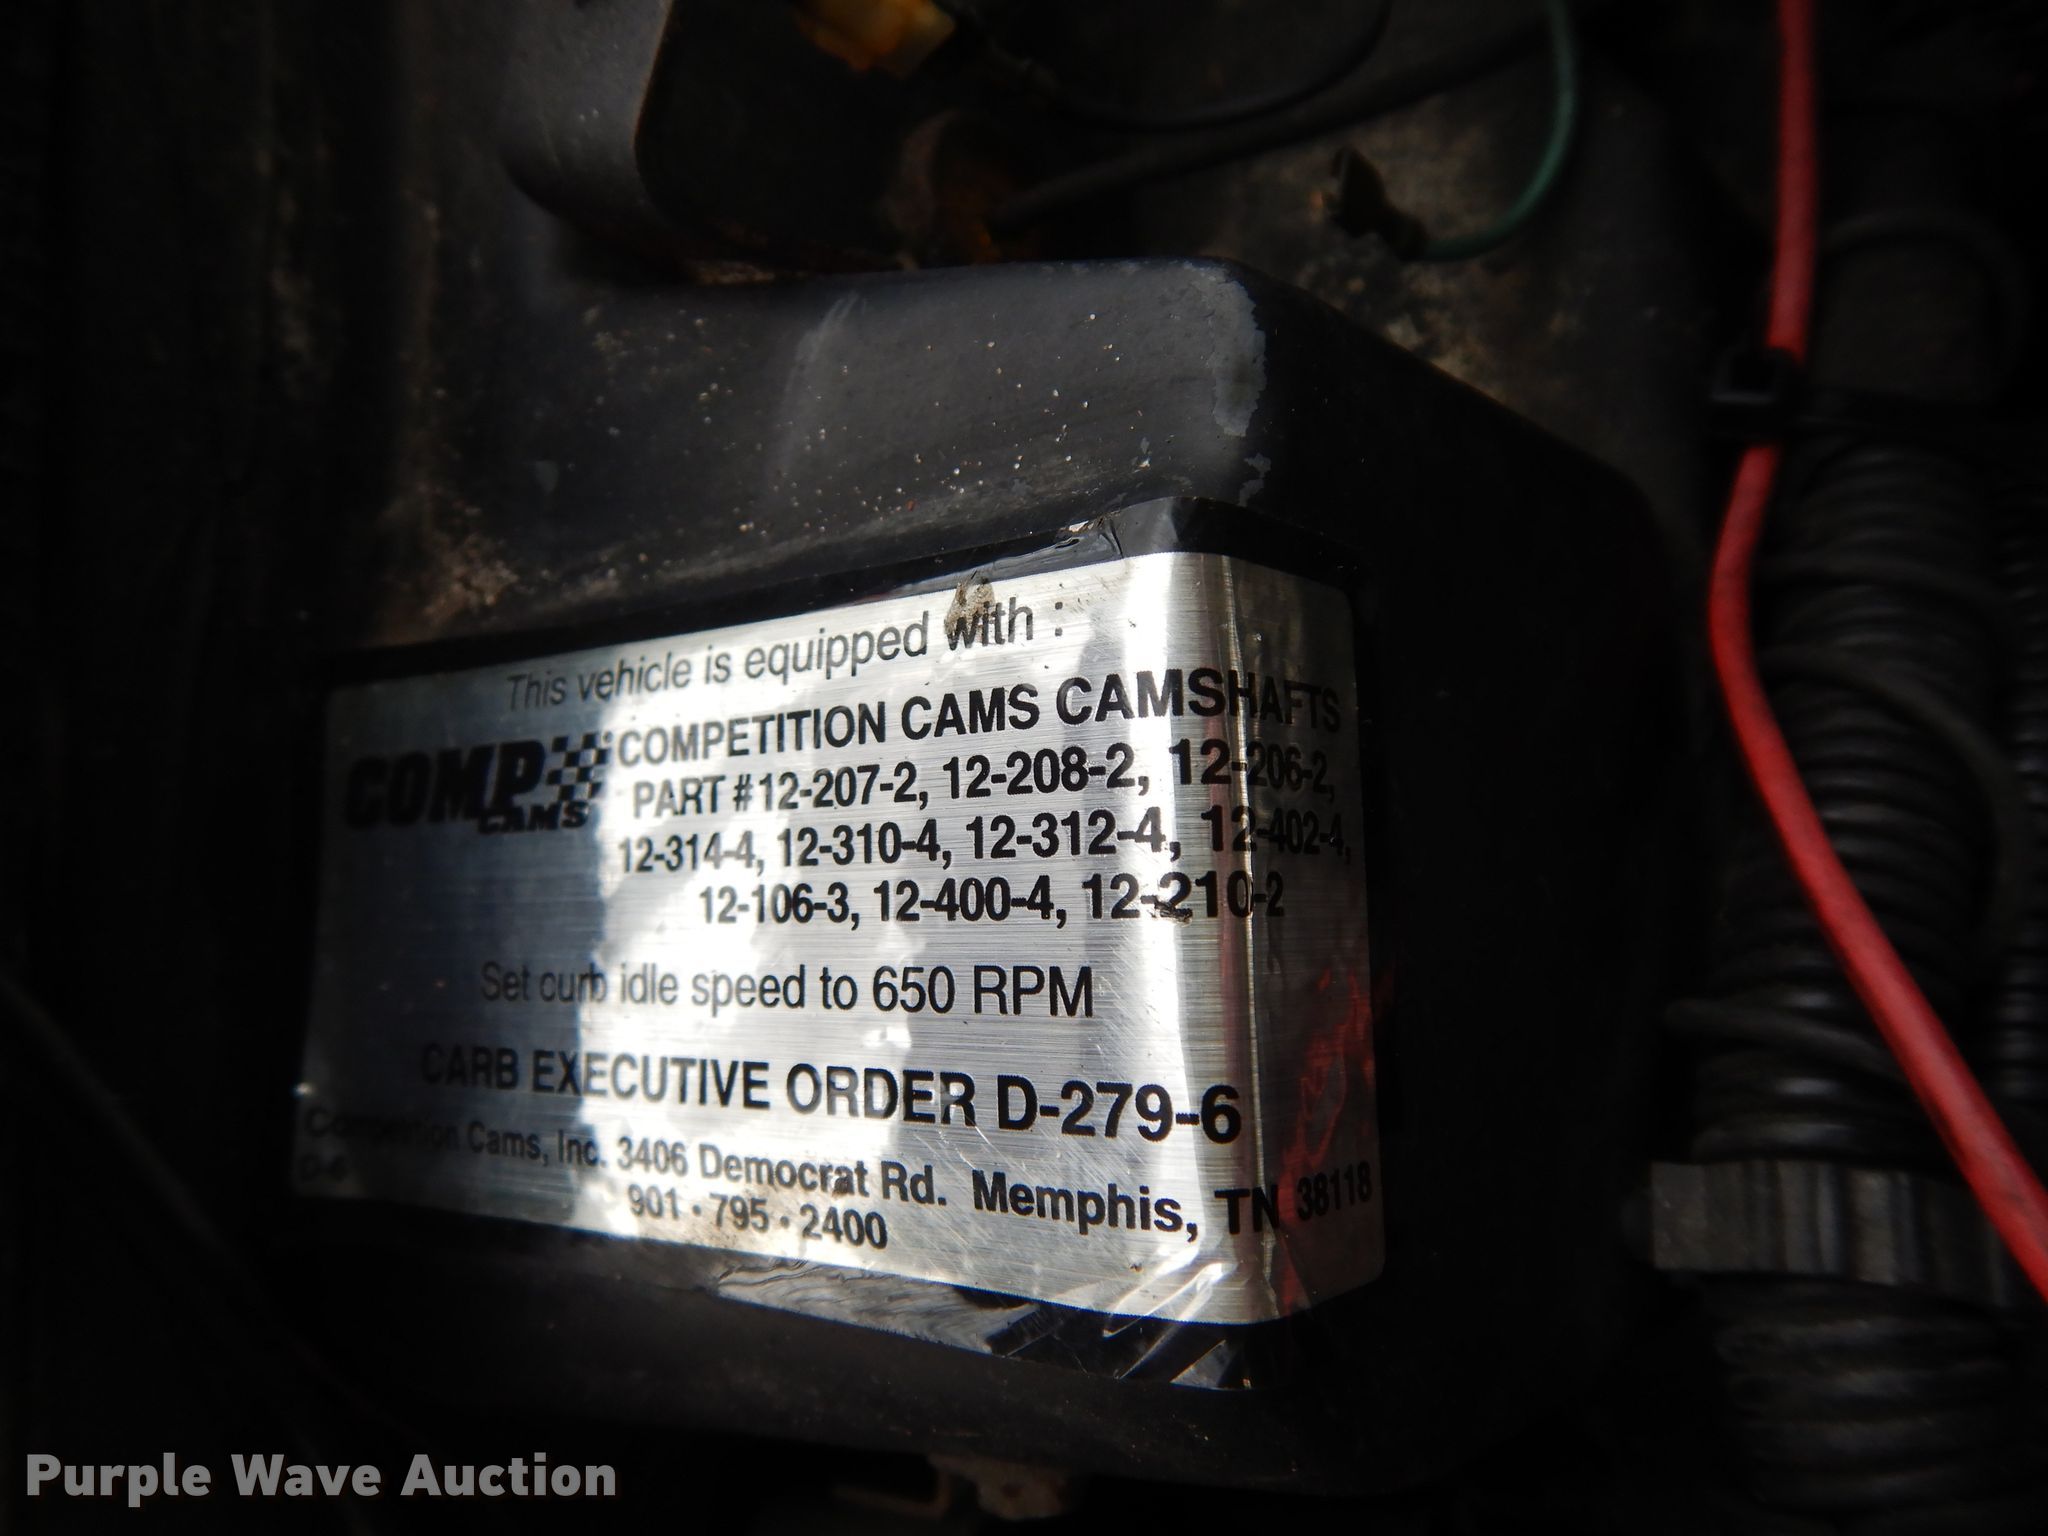 This vehicle is equipped with :
COMP CAMS
COMPETITION CAMS CAMSHAFTS
PART #12-207-2, 12-208-2, 12-206-2,
12-314-4, 12-310-4, 12-312-4, 12-402-4,
12-106-3, 12-400-4, 12-210-2
Set curb idle speed to 650 RPM
CARB EXECUTIVE ORDER D-279-6
Competition Cams, Inc. 3406 Democrat Rd. Memphis, TN 38118
901 · 795 · 2400
D-6
Purple Wave Auction